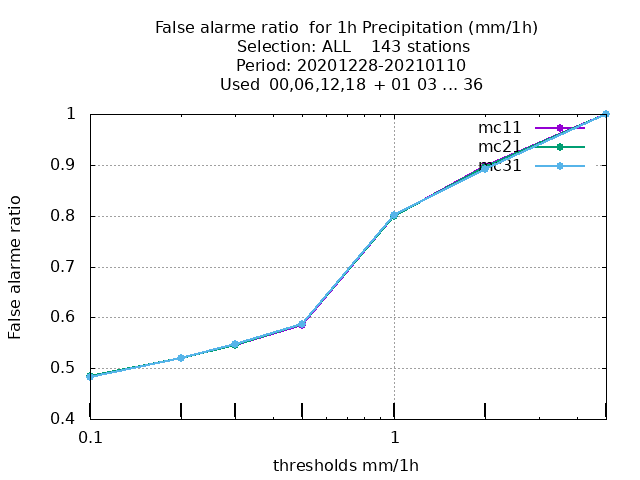 False alarme ratio  for 1h Precipitation (mm/1h)
Selection: ALL    143 stations
Period: 20201228-20210110
Used  00,06,12,18  + 01 03 ... 36
mc11
mc21
mc31
1
0.9
0.8
0.7
0.6
0.5
0.4
False alarme ratio
0.1
1
thresholds mm/1h